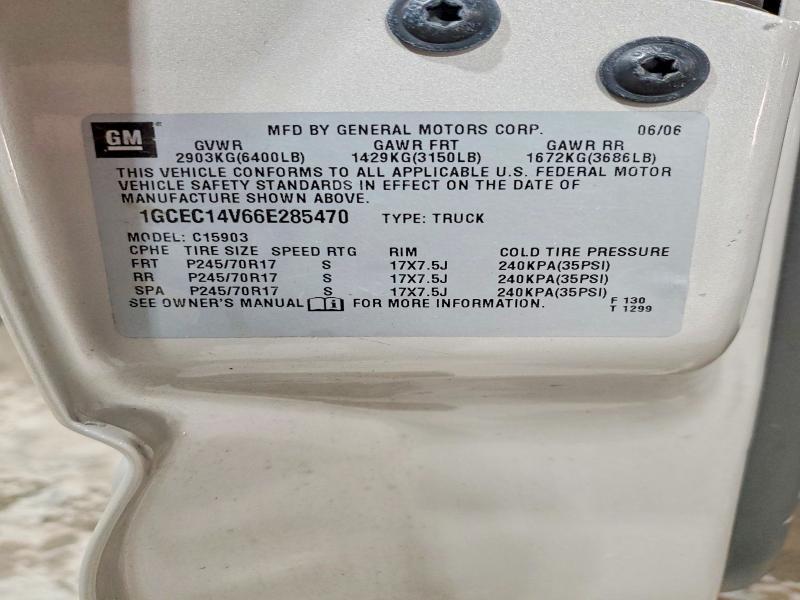 GM MFD BY GENERAL MOTORS CORP. 06/06
GVWR GAWR FRT GAWR RR
2903KG(6400LB) 1429KG(3150LB) 1672KG(3686LB)
THIS VEHICLE CONFORMS TO ALL APPLICABLE U.S. FEDERAL MOTOR
VEHICLE SAFETY STANDARDS IN EFFECT ON THE DATE OF
MANUFACTURE SHOWN ABOVE.
1GCEC14V66E285470 TYPE: TRUCK
MODEL: C15903
CPHE TIRE SIZE SPEED RTG RIM COLD TIRE PRESSURE
FRT P245/70R17 S 17X7.5J 240KPA(35PSI)
RR P245/70R17 S 17X7.5J 240KPA(35PSI)
SPA P245/70R17 S 17X7.5J 240KPA(35PSI)
SEE OWNER'S MANUAL FOR MORE INFORMATION. F 130
T 1299